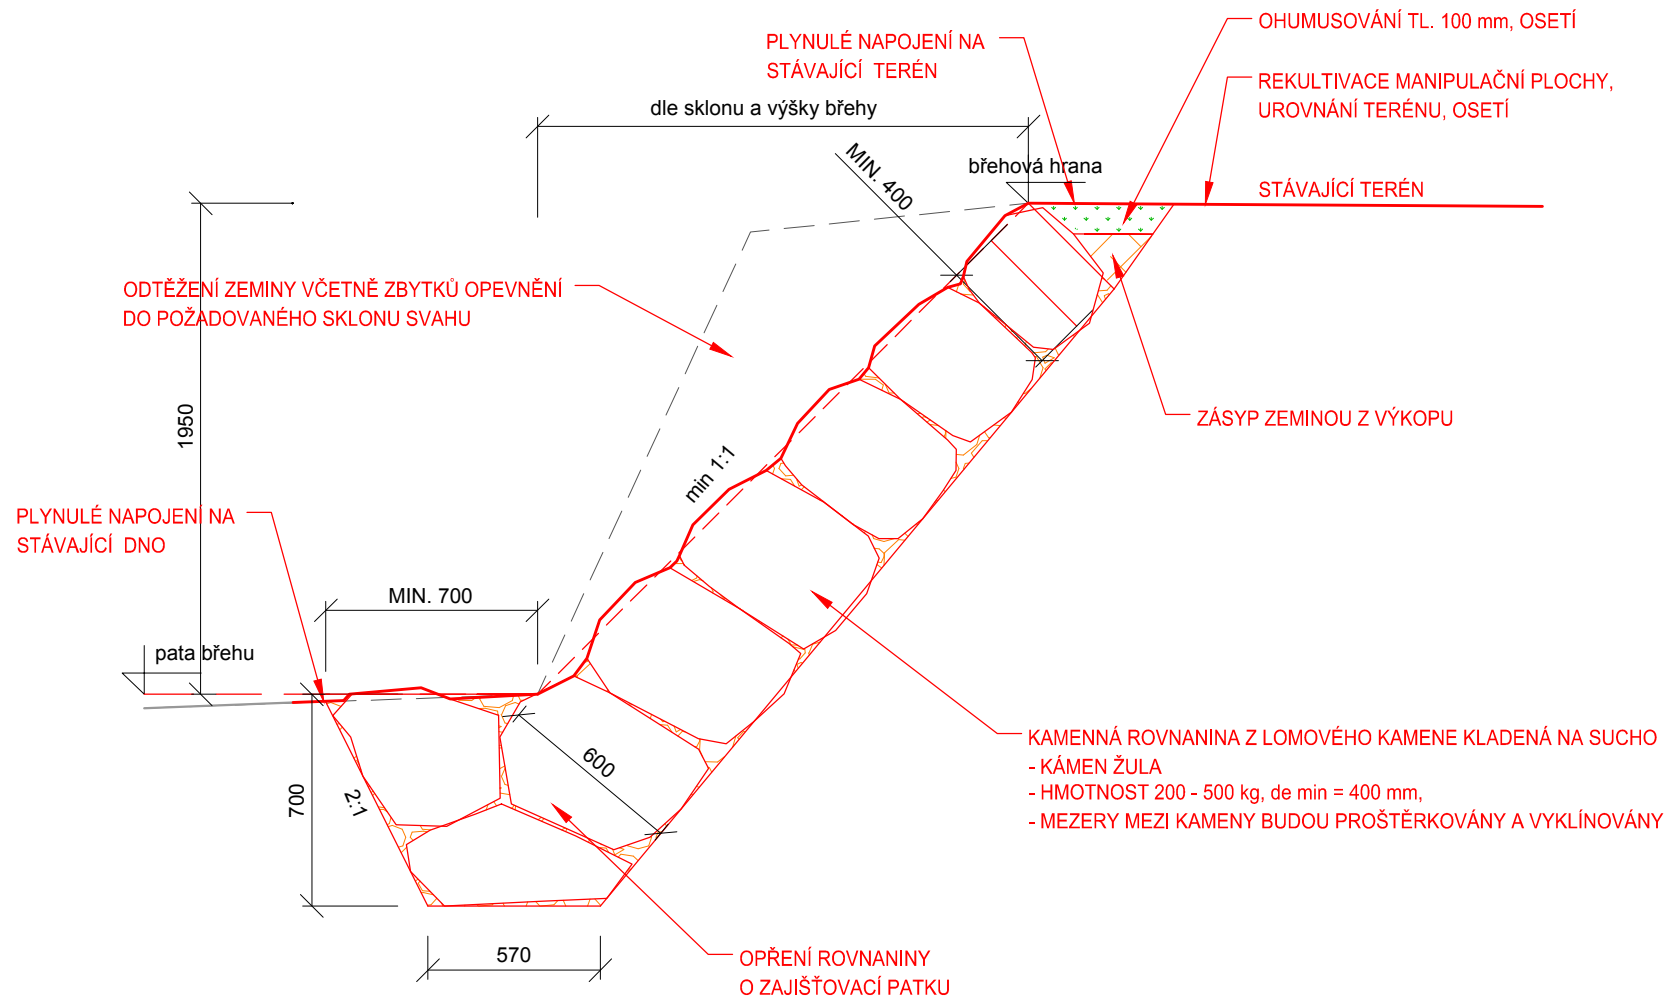 OHUMUSOVÁNÍ TL. 100 mm, OSETÍ
PLYNULÉ NAPOJENÍ NA
STÁVAJÍCÍ TERÉN
REKULTIVACE MANIPULAČNÍ PLOCHY,
UROVNÁNÍ TERÉNU, OSETÍ
dle sklonu a výšky břehy
MIN. 400
břehová hrana
STÁVAJÍCÍ TERÉN
ODTĚŽENÍ ZEMINY VČETNĚ ZBYTKŮ OPEVNĚNÍ
DO POŽADOVANÉHO SKLONU SVAHU
1950
ZÁSYP ZEMINOU Z VÝKOPU
min 1:1
PLYNULÉ NAPOJENÍ NA
STÁVAJÍCÍ DNO
MIN. 700
pata břehu
600
700
2:1
KAMENNÁ ROVNANINA Z LOMOVÉHO KAMENE KLADENÁ NA SUCHO
- KÁMEN ŽULA
- HMOTNOST 200 - 500 kg, de min = 400 mm,
- MEZERY MEZI KAMENY BUDOU PROŠTĚRKOVÁNY A VYKLÍNOVÁNY
570
OPŘENÍ ROVNANINY
O ZAJIŠŤOVACÍ PATKU